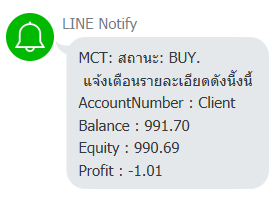 LINE Notify
MCT: สถานะ: BUY.
แจ้งเตือนรายละเอียดดังนี้งนี้
AccountNumber : Client
Balance : 991.70
Equity : 990.69
Profit : -1.01